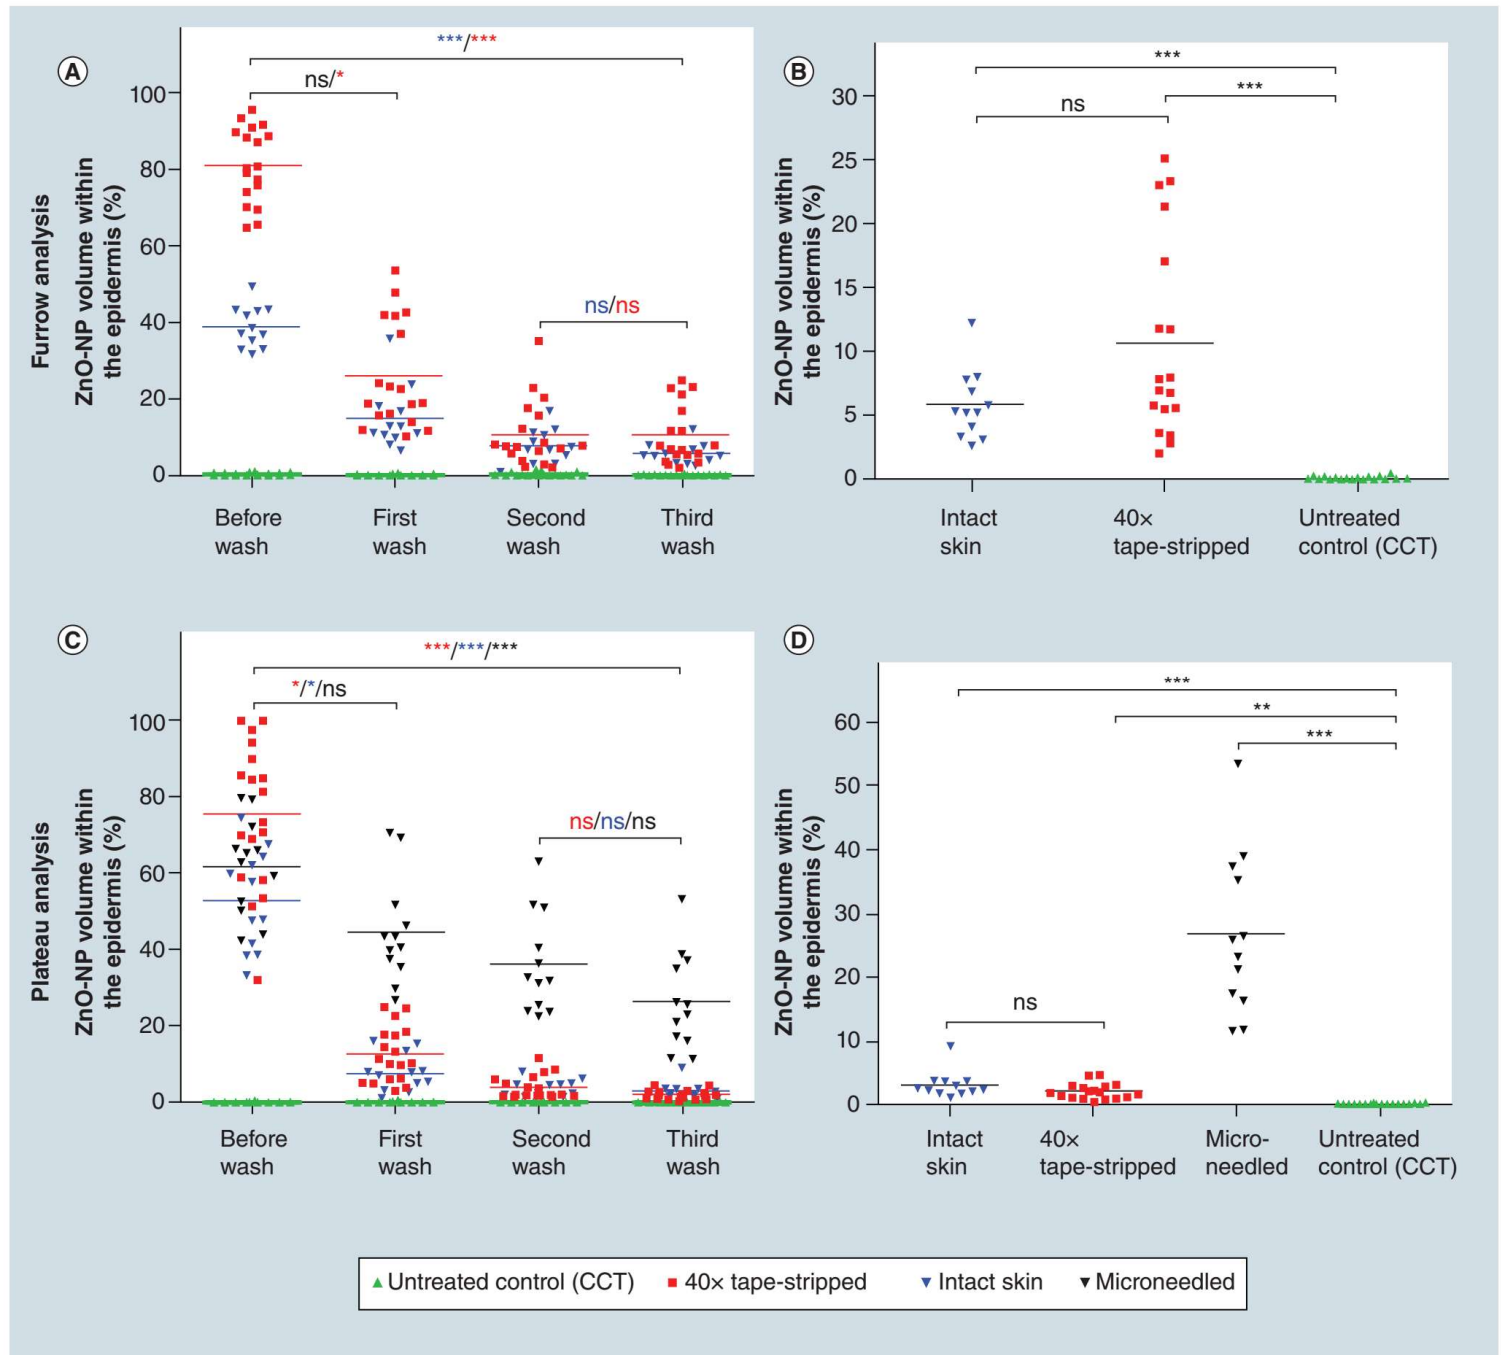 A
Furrow analysis
ZnO-NP volume within
the epidermis (%)
***/***
ns/*
ns/ns
100
80
60
40
20
0
Before
wash
First
wash
Second
wash
Third
wash
B
ZnO-NP volume within
the epidermis (%)
***
***
ns
30
25
20
15
10
5
0
Intact
skin
40×
tape-stripped
Untreated
control (CCT)
C
Plateau analysis
ZnO-NP volume within
the epidermis (%)
***/***/***
*/*/ns
ns/ns/ns
100
80
60
40
20
0
Before
wash
First
wash
Second
wash
Third
wash
D
ZnO-NP volume within
the epidermis (%)
***
**
***
ns
60
50
40
30
20
10
0
Intact
skin
40×
tape-stripped
Micro-
needled
Untreated
control (CCT)
Untreated control (CCT) 40× tape-stripped Intact skin Microneedled